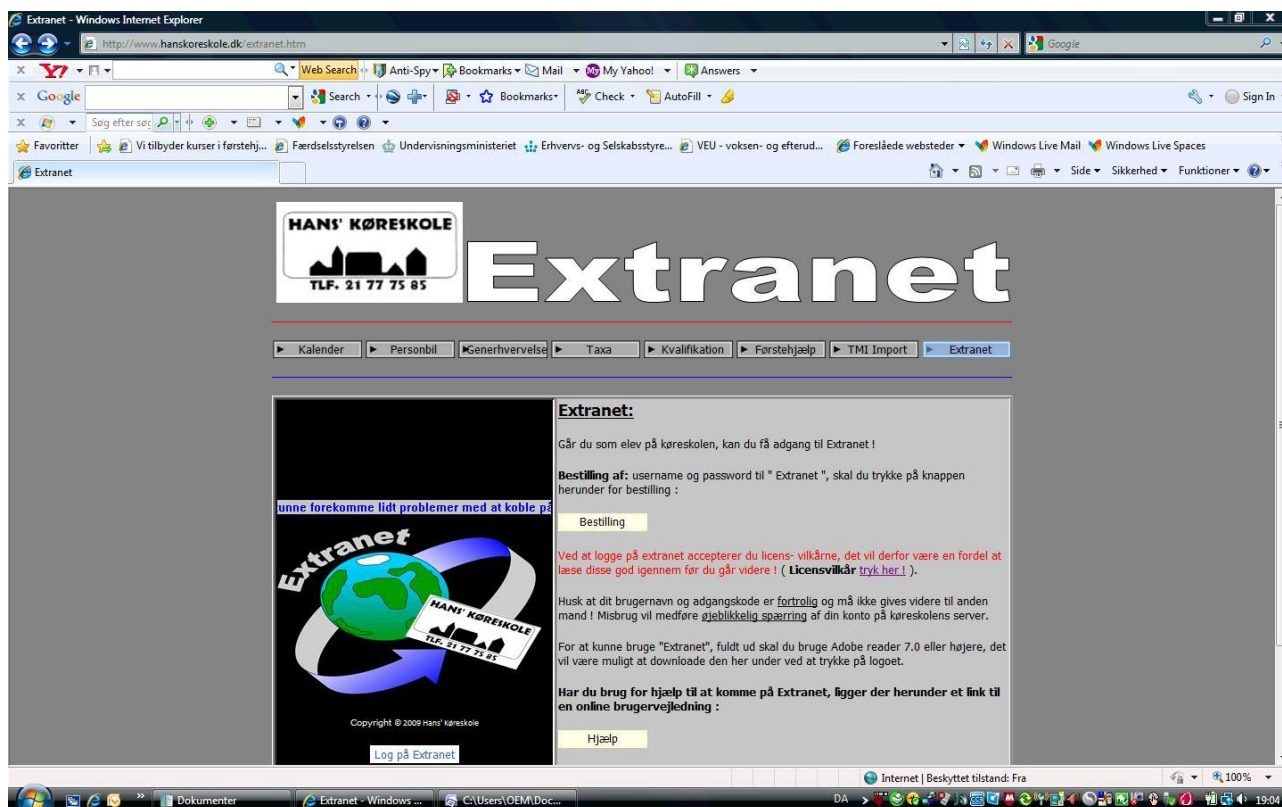 Extranet - Windows Internet Explorer
http://www.hanskoreskole.dk/extranet.htm
Google
Y! Web Search Anti-Spy Bookmarks Mail My Yahoo! Answers
Google Search Bookmarks Check AutoFill Sign In
Søg efter søg
Favoritter Vi tilbyder kurser i førstehj... Færdselsstyrelsen Undervisningsministeriet Erhvervs- og Selskabsstyre... VEU - voksen- og efterud... Foreslåede websteder Windows Live Mail Windows Live Spaces
Extranet Side Sikkerhed Funktioner
HANS' KØRESKOLE
TLF. 21 77 75 85
Extranet
Kalender Personbil Generhvervelse Taxa Kvalifikation Førstehjælp TMI Import Extranet
unne forekomme lidt problemer med at koble på
Extranet
HANS' KØRESKOLE
TLF. 21 77 75 85
Copyright © 2009 Hans' Køreskole
Log på Extranet
Extranet:
Går du som elev på køreskolen, kan du få adgang til Extranet !
Bestilling af: username og password til " Extranet ", skal du trykke på knappen
herunder for bestilling :
Bestilling
Ved at logge på extranet accepterer du licens- vilkårne, det vil derfor være en fordel at
læse disse god igennem før du går videre ! ( Licensvilkår tryk her ! ).
Husk at dit brugernavn og adgangskode er fortrolig og må ikke gives videre til anden
mand ! Misbrug vil medføre øjeblikkelig spærring af din konto på køreskolens server.
For at kunne bruge "Extranet", fuldt ud skal du bruge Adobe reader 7.0 eller højere, det
vil være muligt at downloade den her under ved at trykke på logoet.
Har du brug for hjælp til at komme på Extranet, ligger der herunder et link til
en online brugervejledning :
Hjælp
Internet | Beskyttet tilstand: Fra 100%
Dokumenter Extranet - Windows ... C:\Users\OEM\Doc... DA 19:04